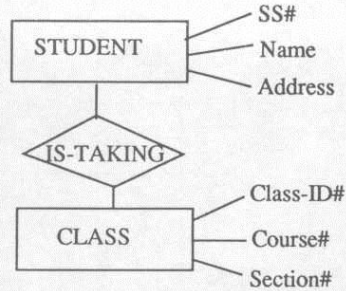 SS#
STUDENT
Name
Address
IS-TAKING
Class-ID#
CLASS
Course#
Section#